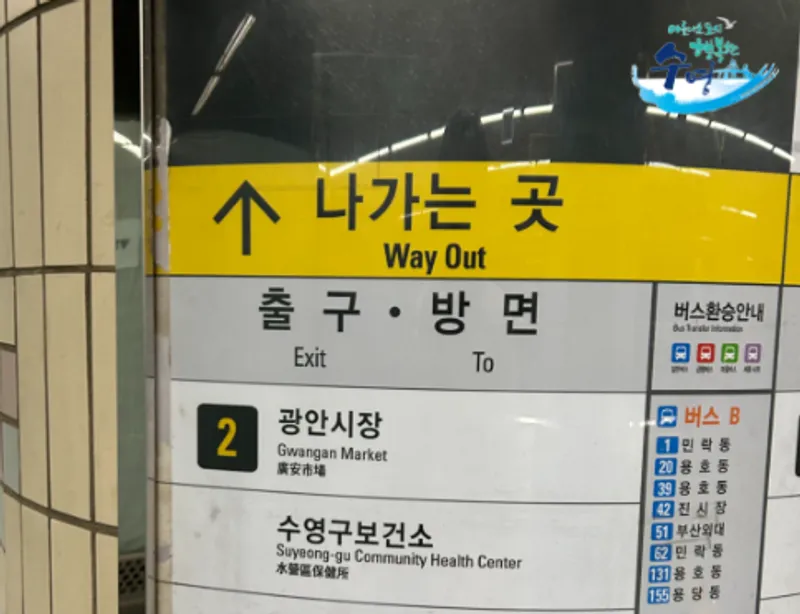 수영
나가는 곳
Way Out
출구 · 방면
Exit To
버스환승안내
Bus Transfer Information
2
광안시장
Gwangan Market
廣安市場
수영구보건소
Suyeong-gu Community Health Center
水營區保健所
버스 B
1 민락동
20 용호동
39 용호동
42 진시장
51 부산외대
62 민락동
131 용호동
155 용당동